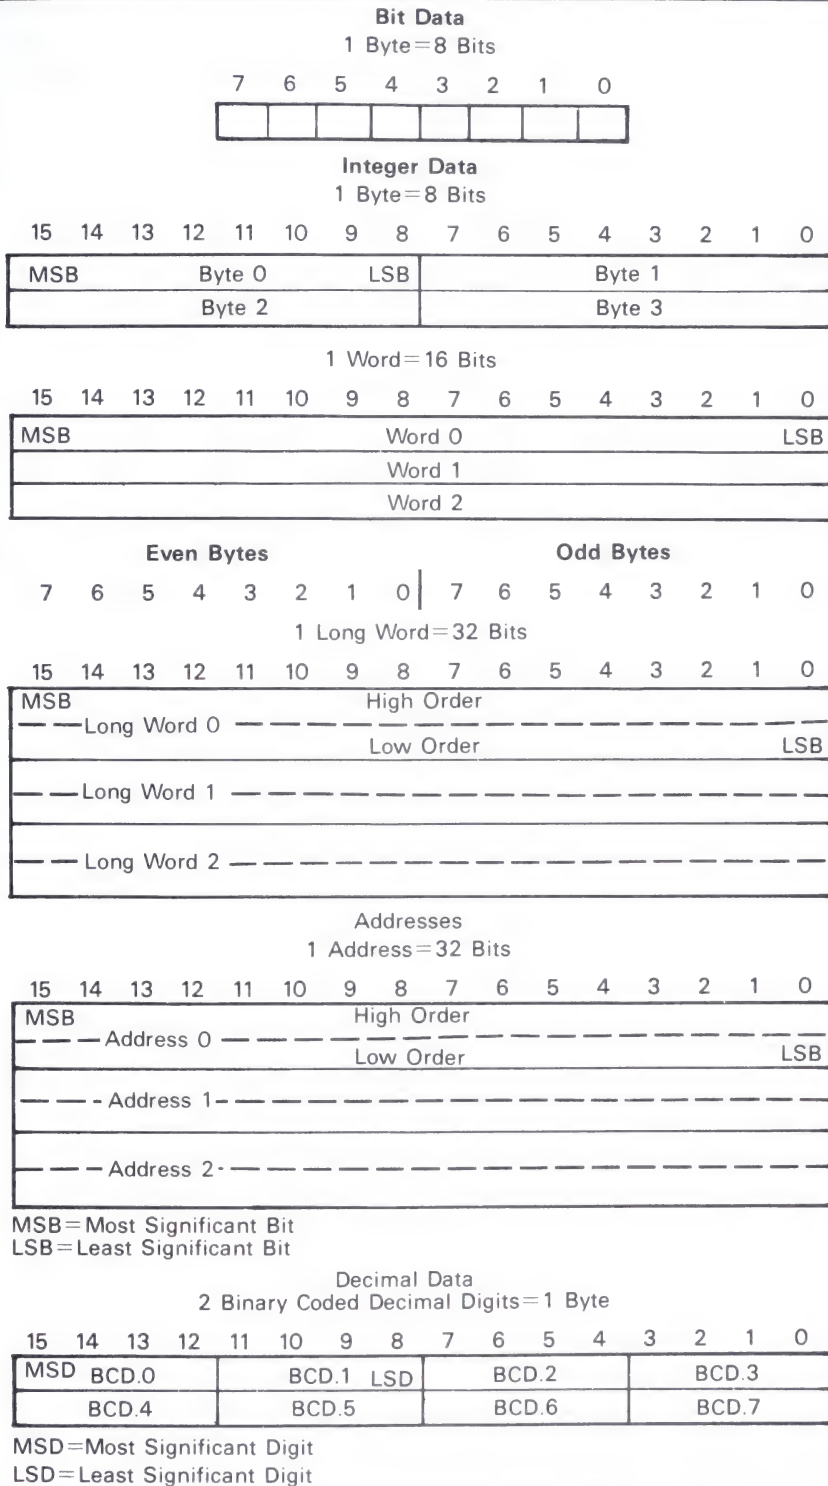 Bit Data
1 Byte=8 Bits
7 6 5 4 3 2 1 0
Integer Data
1 Byte=8 Bits
15 14 13 12 11 10 9 8 7 6 5 4 3 2 1 0
MSB Byte 0 LSB Byte 1
Byte 2 Byte 3
1 Word=16 Bits
15 14 13 12 11 10 9 8 7 6 5 4 3 2 1 0
MSB Word 0 LSB
Word 1
Word 2
Even Bytes Odd Bytes
7 6 5 4 3 2 1 0 7 6 5 4 3 2 1 0
1 Long Word=32 Bits
15 14 13 12 11 10 9 8 7 6 5 4 3 2 1 0
MSB High Order
Long Word 0
Low Order LSB
Long Word 1
Long Word 2
Addresses
1 Address=32 Bits
15 14 13 12 11 10 9 8 7 6 5 4 3 2 1 0
MSB High Order
Address 0
Low Order LSB
Address 1
Address 2
MSB=Most Significant Bit
LSB=Least Significant Bit
Decimal Data
2 Binary Coded Decimal Digits=1 Byte
15 14 13 12 11 10 9 8 7 6 5 4 3 2 1 0
MSD BCD.0 BCD.1 LSD BCD.2 BCD.3
BCD.4 BCD.5 BCD.6 BCD.7
MSD=Most Significant Digit
LSD=Least Significant Digit